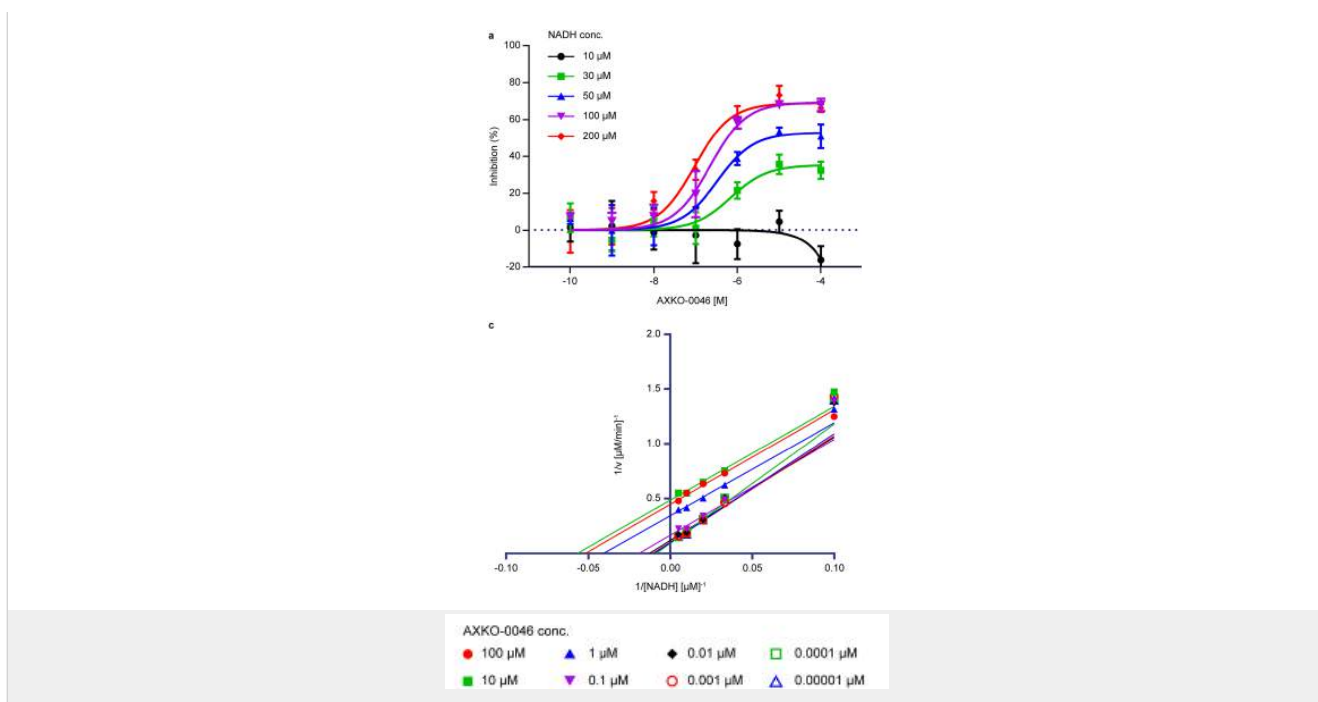 a
NADH conc.
10 µM
30 µM
50 µM
100 µM
200 µM
Inhibition (%)
100
80
60
40
20
0
-20
-10
-8
-6
-4
AXKO-0046 [M]
c
1/v [µM/min]⁻¹
2.0
1.5
1.0
0.5
-0.10
-0.05
0.00
0.05
0.10
1/[NADH] [µM]⁻¹
AXKO-0046 conc.
100 µM 1 µM 0.01 µM 0.0001 µM
10 µM 0.1 µM 0.001 µM 0.00001 µM